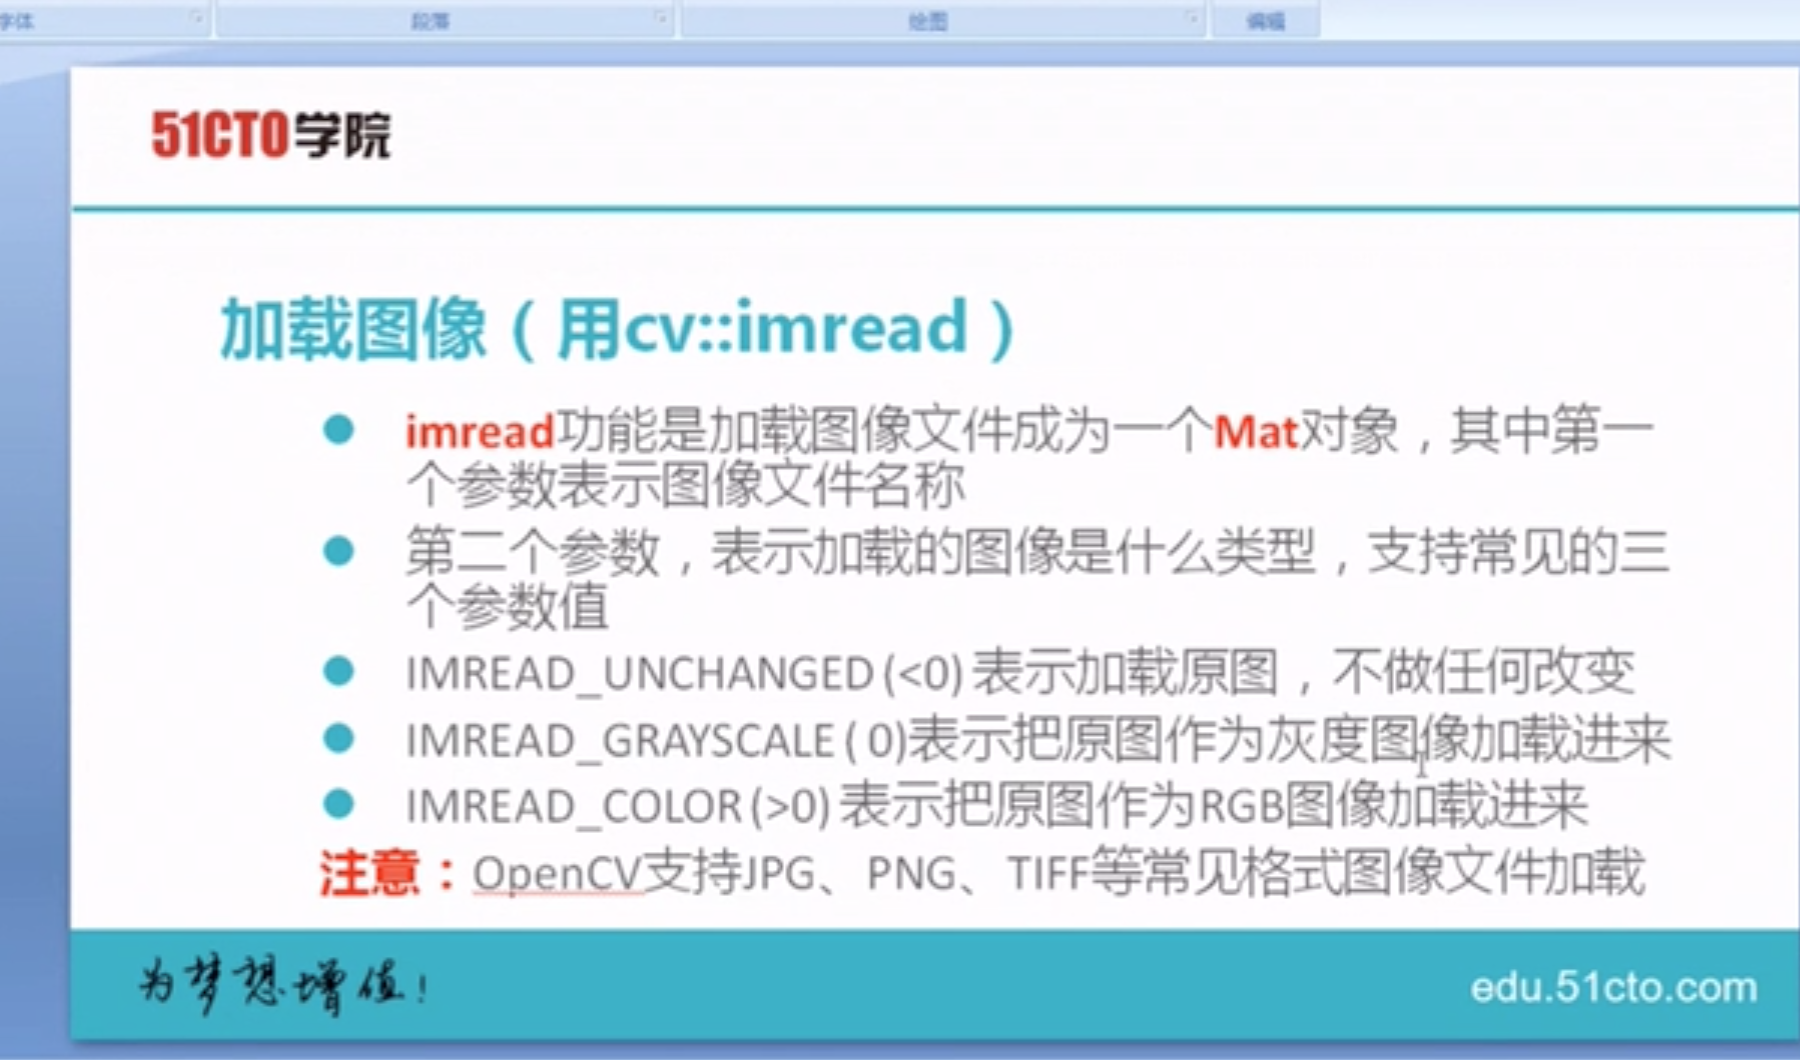 字体 段落 绘图 编辑
51CTO学院
加载图像（用cv::imread）
imread功能是加载图像文件成为一个Mat对象，其中第一
个参数表示图像文件名称
第二个参数，表示加载的图像是什么类型，支持常见的三
个参数值
IMREAD_UNCHANGED (<0) 表示加载原图，不做任何改变
IMREAD_GRAYSCALE ( 0)表示把原图作为灰度图像加载进来
IMREAD_COLOR (>0) 表示把原图作为RGB图像加载进来
注意：OpenCV支持JPG、PNG、TIFF等常见格式图像文件加载
为梦想增值！
edu.51cto.com